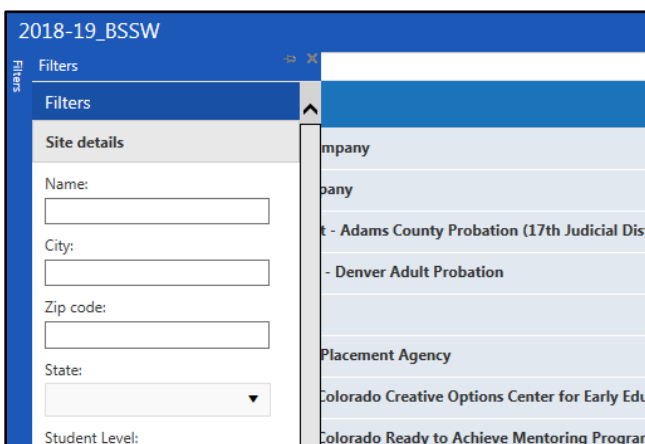 2018-19_BSSW
Filters
Filters
Filters
Site details
Name:
City:
Zip code:
State:
Student Level:
mpany
pany
t - Adams County Probation (17th Judicial Dis
- Denver Adult Probation
Placement Agency
Colorado Creative Options Center for Early Edu
Colorado Ready to Achieve Mentoring Program